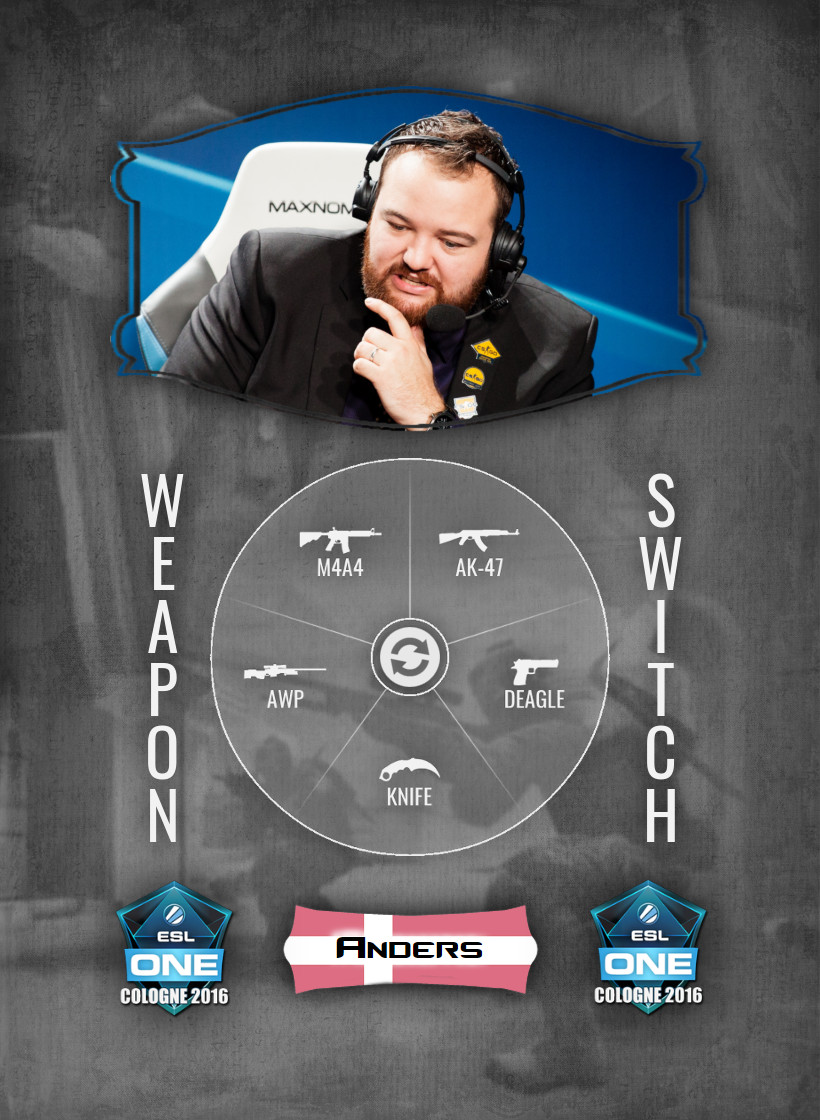 MAXNOM
WEAPON
SWITCH
M4A4
AK-47
AWP
DEAGLE
KNIFE
ESL
ONE
COLOGNE 2016
ANDERS
ESL
ONE
COLOGNE 2016